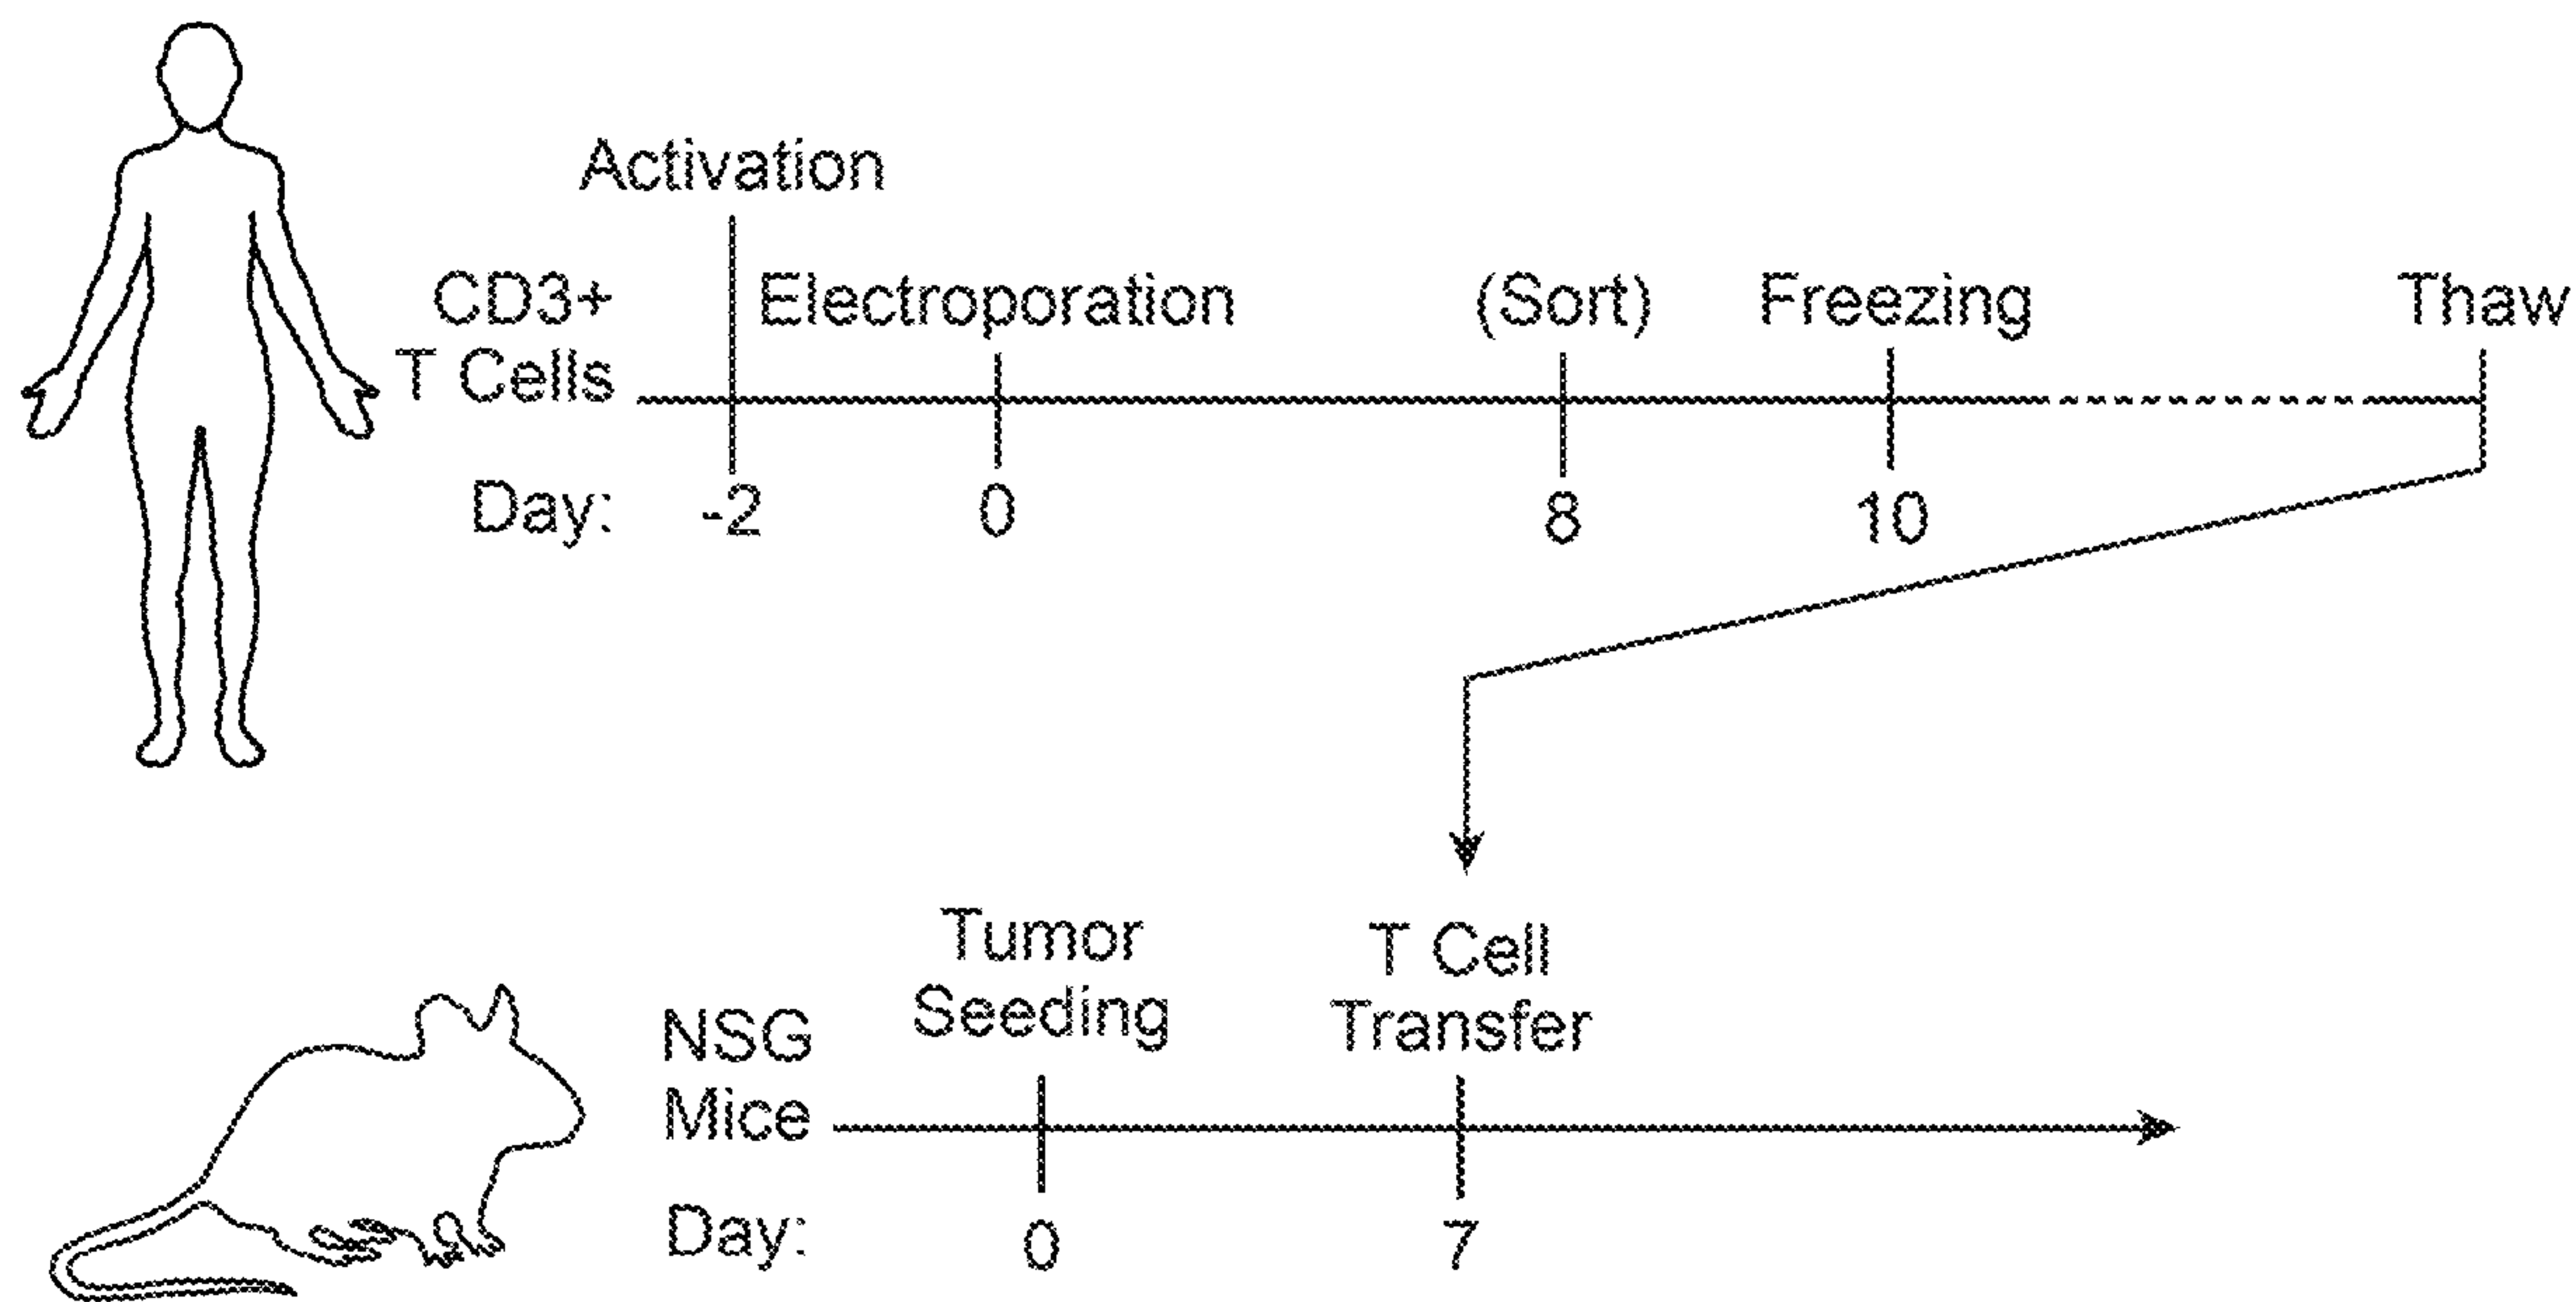 Activation
CD3+
T Cells
Electroporation
(Sort)
Freezing
Thaw
Day:
-2
0
8
10
Tumor
Seeding
T Cell
Transfer
NSG
Mice
Day:
0
7